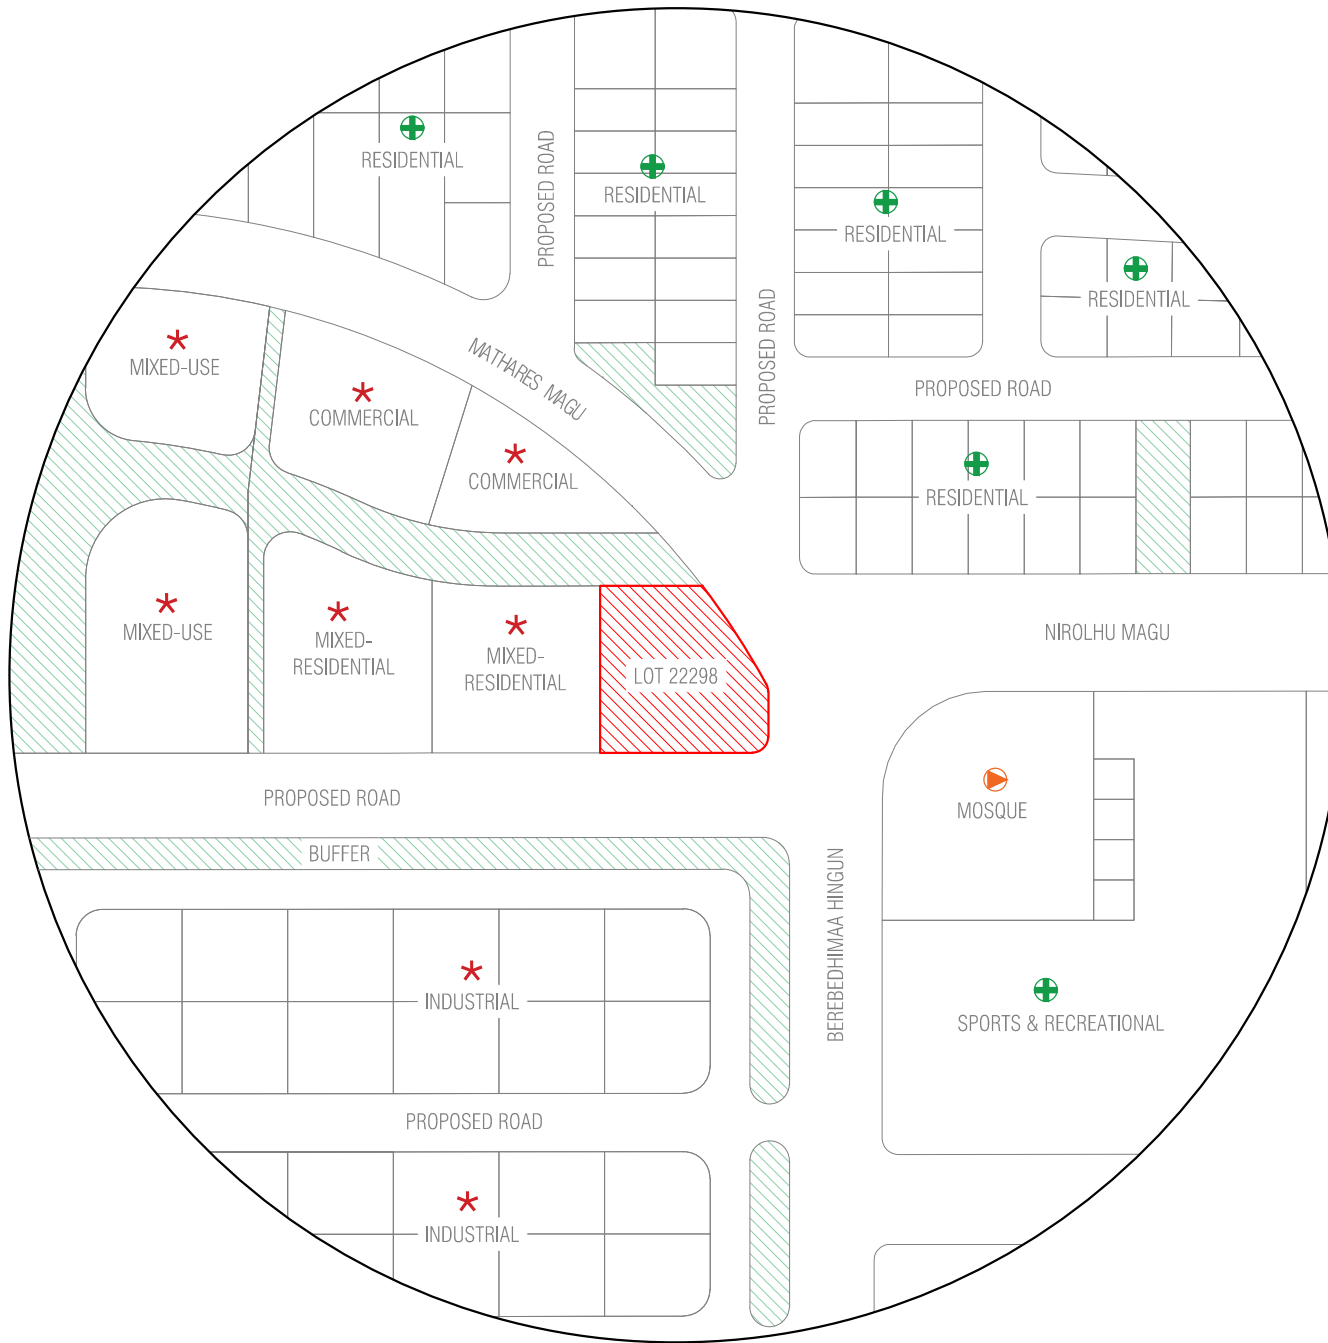 RESIDENTIAL
PROPOSED ROAD
RESIDENTIAL
RESIDENTIAL
RESIDENTIAL
PROPOSED ROAD
MIXED-USE
MATHARES MAGU
PROPOSED ROAD
COMMERCIAL
COMMERCIAL
RESIDENTIAL
MIXED-USE
MIXED-
RESIDENTIAL
MIXED-
RESIDENTIAL
LOT 22298
NIROLHU MAGU
PROPOSED ROAD
MOSQUE
BUFFER
BEREBEDHIMAA HINGUN
INDUSTRIAL
SPORTS & RECREATIONAL
PROPOSED ROAD
INDUSTRIAL